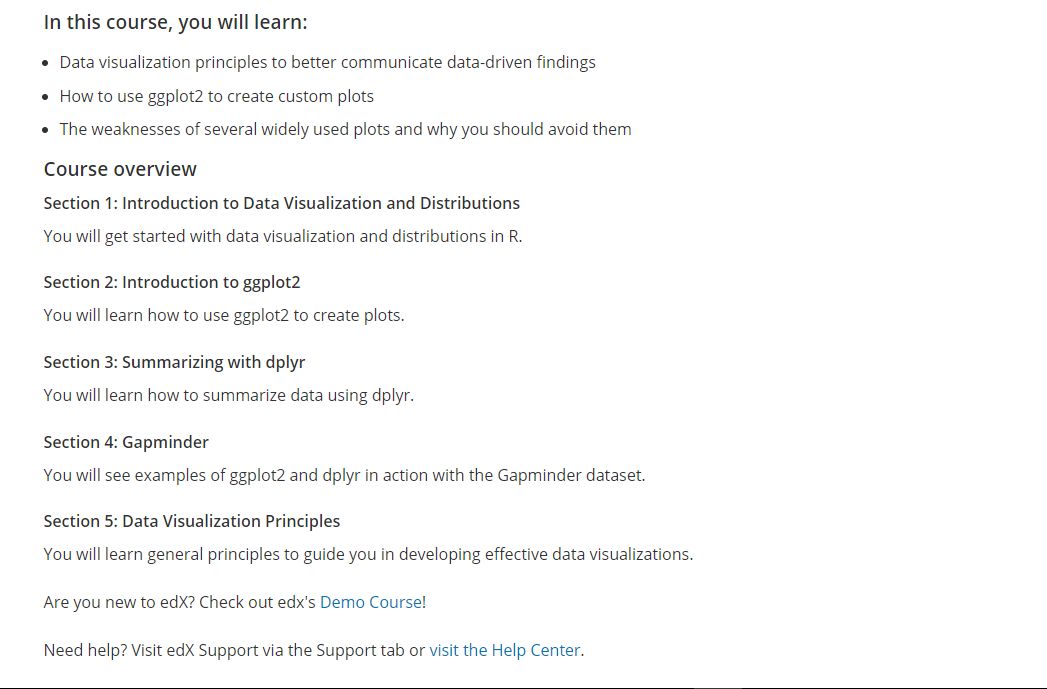 In this course, you will learn:
Data visualization principles to better communicate data-driven findings
How to use ggplot2 to create custom plots
The weaknesses of several widely used plots and why you should avoid them
Course overview
Section 1: Introduction to Data Visualization and Distributions
You will get started with data visualization and distributions in R.
Section 2: Introduction to ggplot2
You will learn how to use ggplot2 to create plots.
Section 3: Summarizing with dplyr
You will learn how to summarize data using dplyr.
Section 4: Gapminder
You will see examples of ggplot2 and dplyr in action with the Gapminder dataset.
Section 5: Data Visualization Principles
You will learn general principles to guide you in developing effective data visualizations.
Are you new to edX? Check out edx's Demo Course!
Need help? Visit edX Support via the Support tab or visit the Help Center.